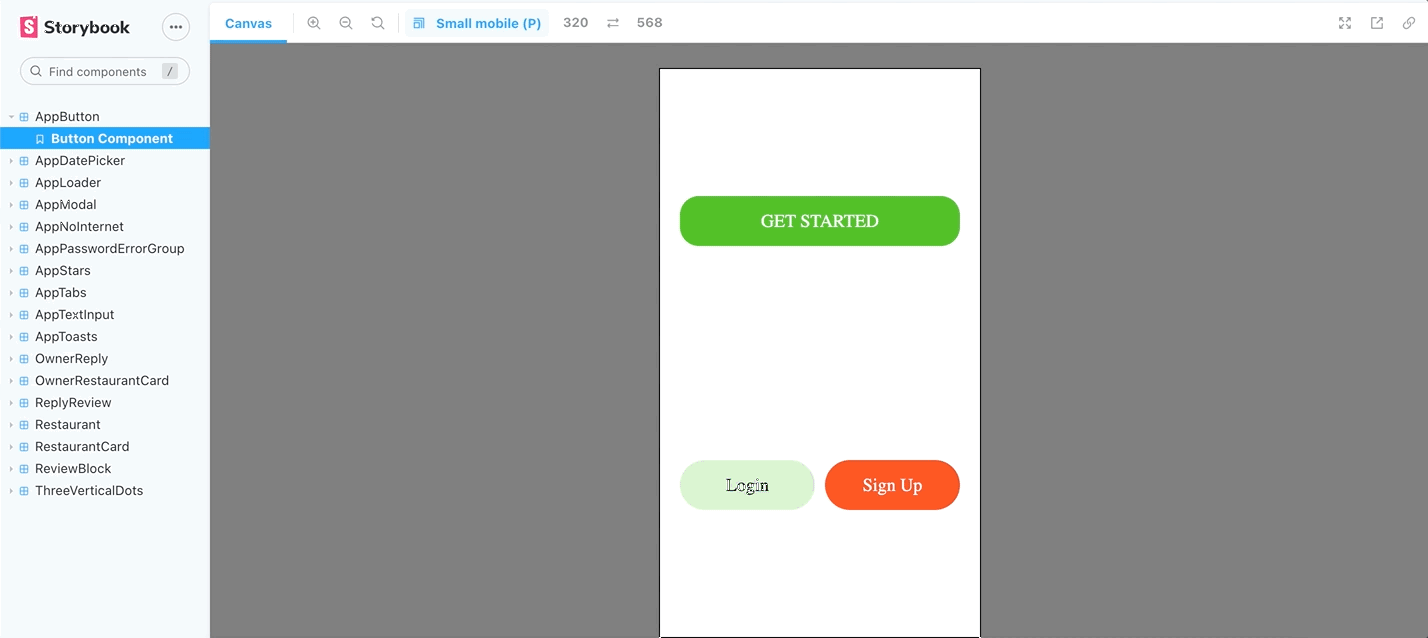 Storybook
Find components /
AppButton
Button Component
AppDatePicker
AppLoader
AppModal
AppNoInternet
AppPasswordErrorGroup
AppStars
AppTabs
AppTextInput
AppToasts
OwnerReply
OwnerRestaurantCard
ReplyReview
Restaurant
RestaurantCard
ReviewBlock
ThreeVerticalDots
Canvas
Small mobile (P) 320 568
GET STARTED
Login
Sign Up